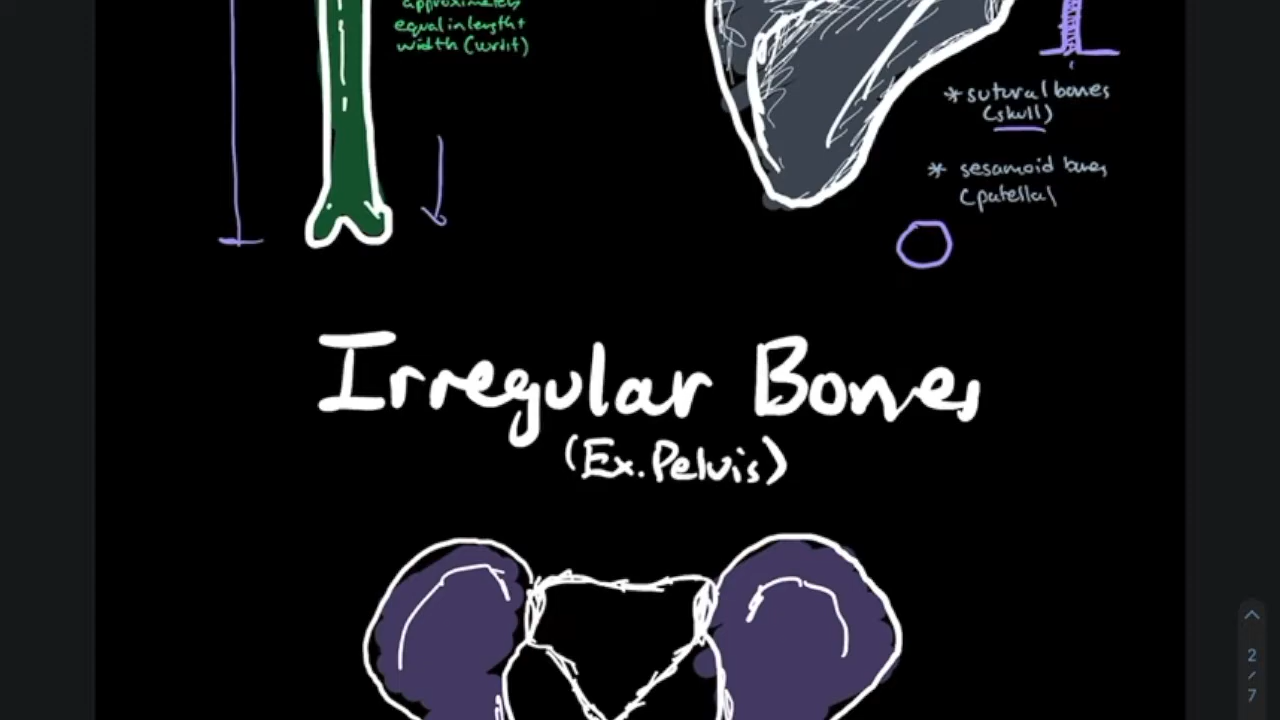 approximately
equal in length +
width (wrist)
* sutural bones
(skull)
* sesamoid bones
(patella)
Irregular Bones
(Ex. Pelvis)
2
/
7